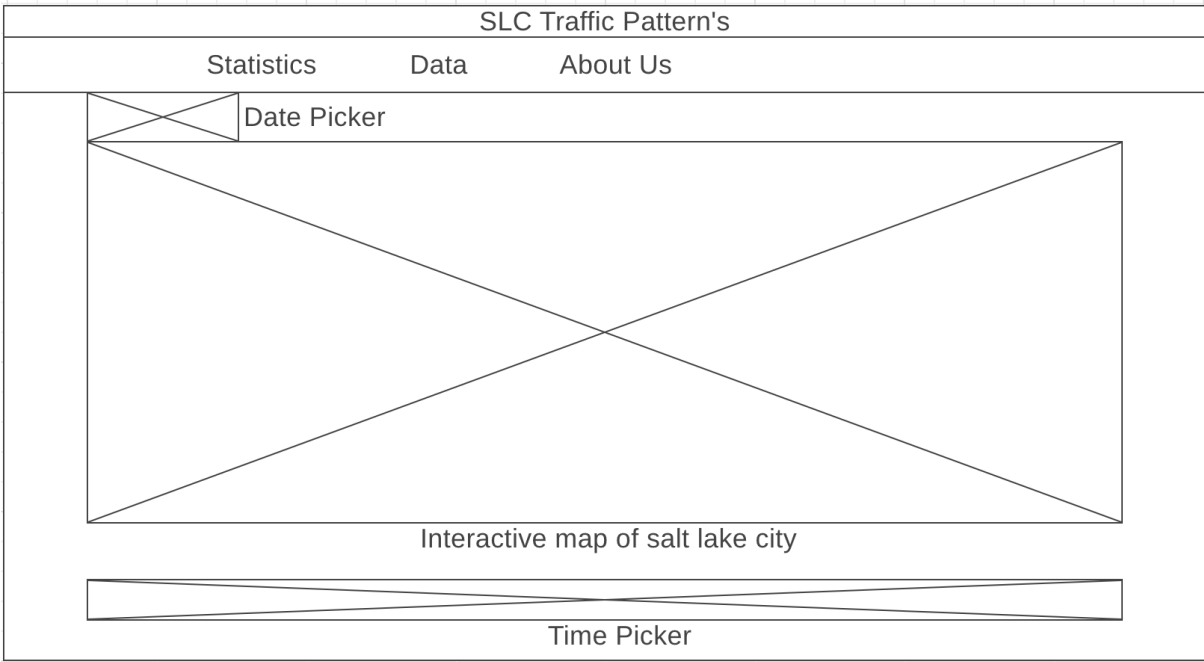 SLC Traffic Pattern's
Statistics Data About Us
Date Picker
Interactive map of salt lake city
Time Picker